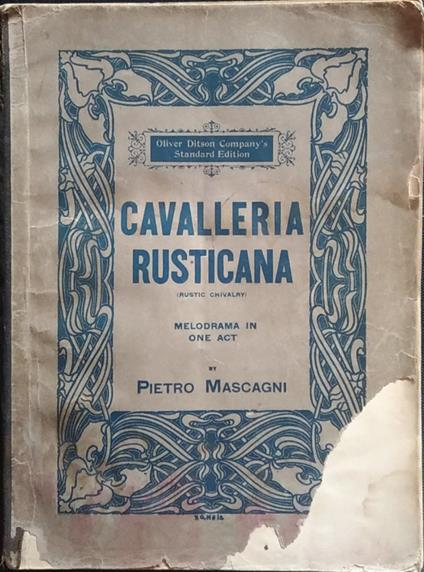 Oliver Ditson Company's
Standard Edition
CAVALLERIA
RUSTICANA
(RUSTIC CHIVALRY)
MELODRAMA IN
ONE ACT
BY
PIETRO MASCAGNI